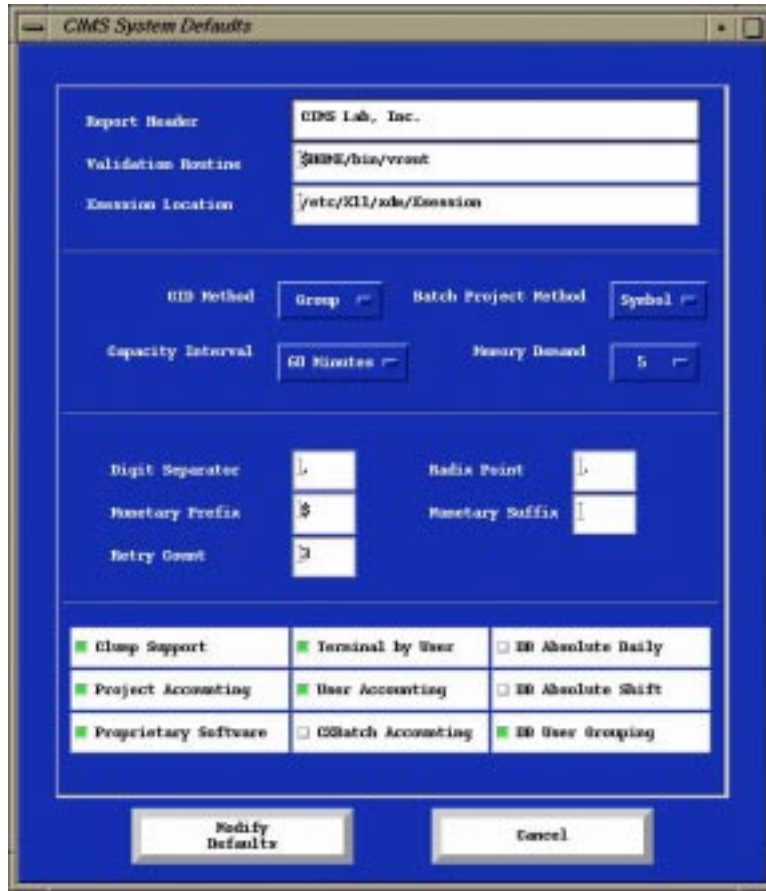 CIMS System Defaults
Report Header CIMS Lab, Inc.
Validation Routine $HOME/bin/vrout
Xsession Location /etc/X11/xdm/Xsession
GID Method Group Batch Project Method Symbol
Capacity Interval 60 Minutes Memory Demand 5
Digit Separator , Radix Point .
Monetary Prefix $ Monetary Suffix
Retry Count 3
Clump Support Terminal by User DB Absolute Daily
Project Accounting User Accounting DB Absolute Shift
Proprietary Software CXBatch Accounting DB User Grouping
Modify
Defaults
Cancel